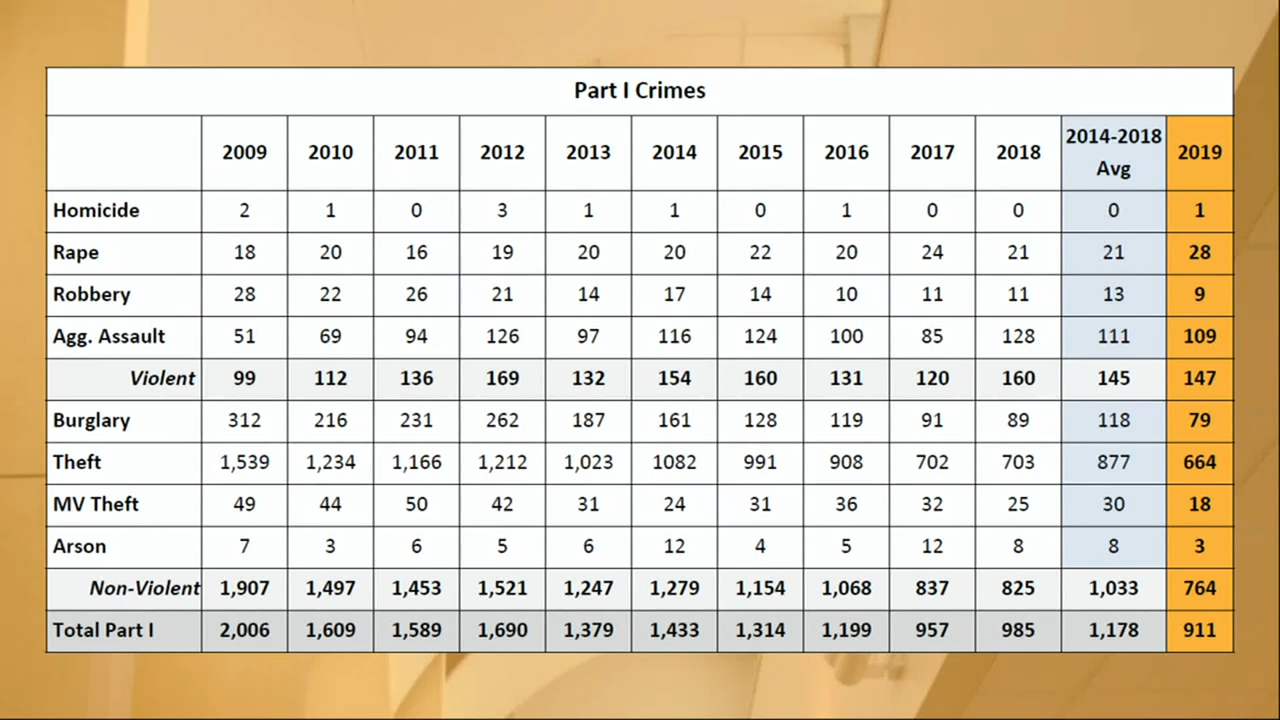 Part I Crimes
2009 2010 2011 2012 2013 2014 2015 2016 2017 2018 2014-2018 Avg 2019
Homicide 2 1 0 3 1 1 0 1 0 0 0 1
Rape 18 20 16 19 20 20 22 20 24 21 21 28
Robbery 28 22 26 21 14 17 14 10 11 11 13 9
Agg. Assault 51 69 94 126 97 116 124 100 85 128 111 109
Violent 99 112 136 169 132 154 160 131 120 160 145 147
Burglary 312 216 231 262 187 161 128 119 91 89 118 79
Theft 1,539 1,234 1,166 1,212 1,023 1082 991 908 702 703 877 664
MV Theft 49 44 50 42 31 24 31 36 32 25 30 18
Arson 7 3 6 5 6 12 4 5 12 8 8 3
Non-Violent 1,907 1,497 1,453 1,521 1,247 1,279 1,154 1,068 837 825 1,033 764
Total Part I 2,006 1,609 1,589 1,690 1,379 1,433 1,314 1,199 957 985 1,178 911